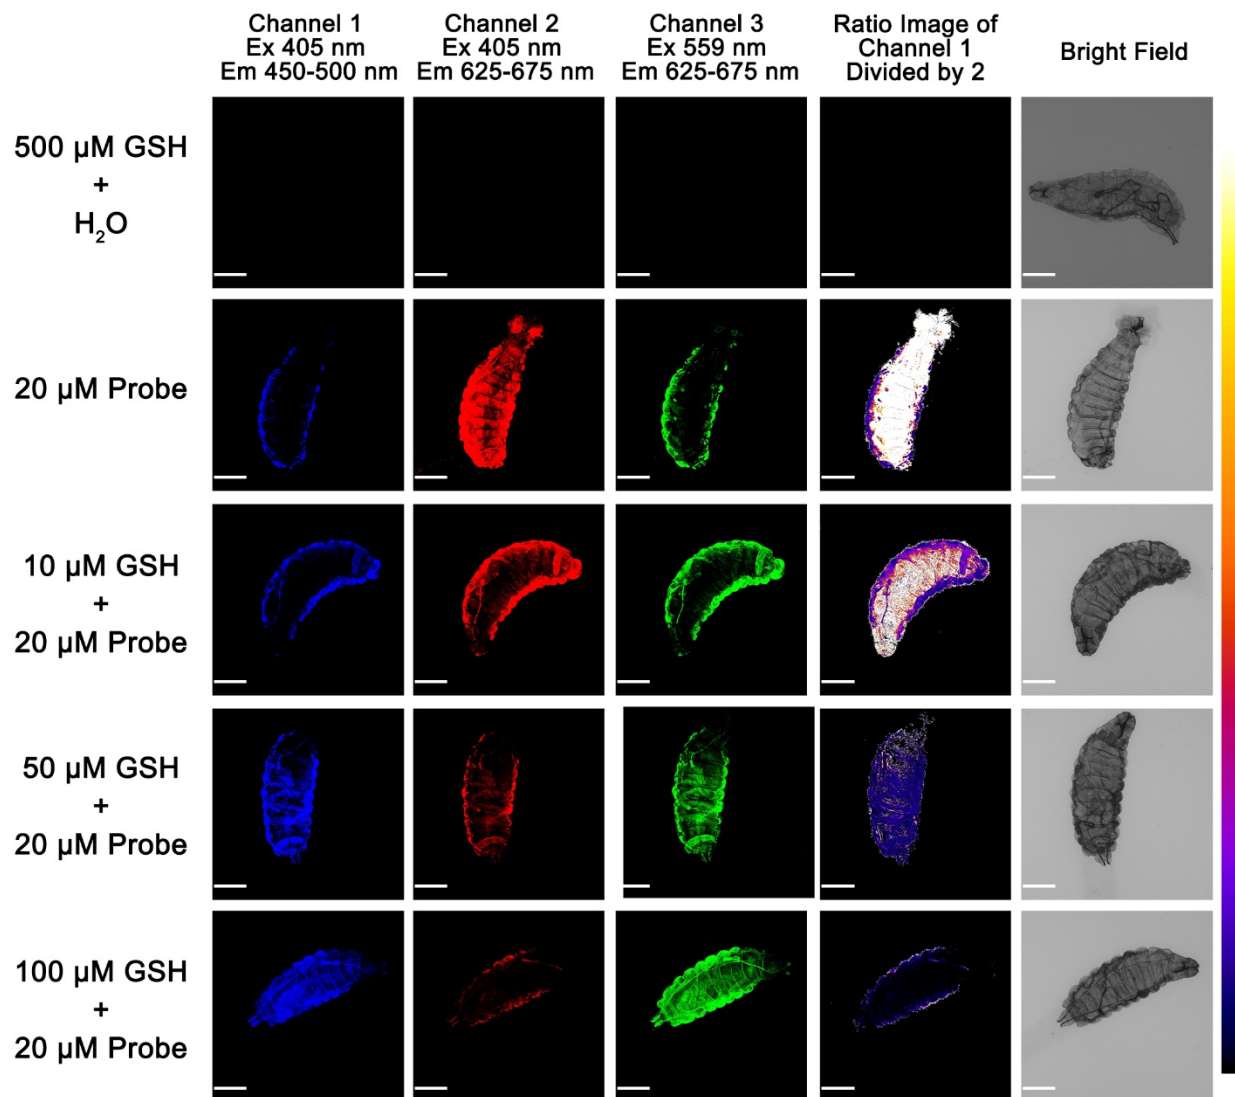 Channel 1
Ex 405 nm
Em 450-500 nm
Channel 2
Ex 405 nm
Em 625-675 nm
Channel 3
Ex 559 nm
Em 625-675 nm
Ratio Image of
Channel 1
Divided by 2
Bright Field
500 µM GSH
+
H₂O
20 µM Probe
10 µM GSH
+
20 µM Probe
50 µM GSH
+
20 µM Probe
100 µM GSH
+
20 µM Probe